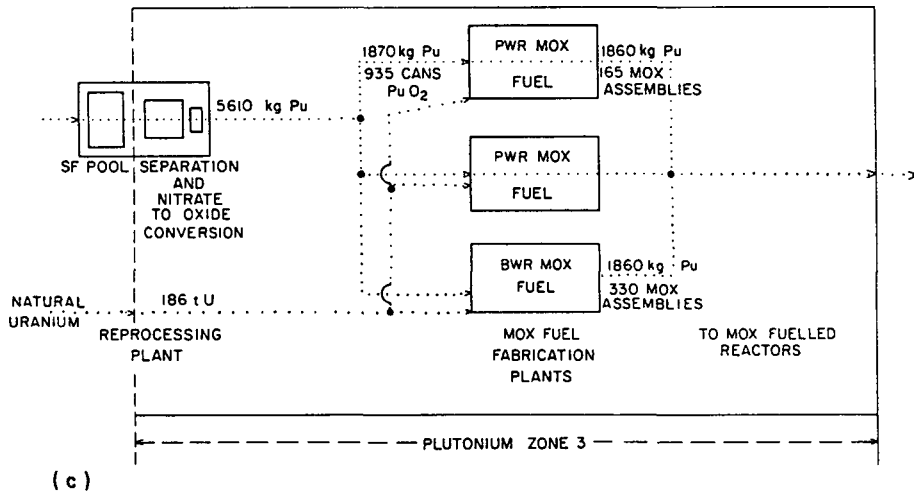 1870 kg Pu
935 CANS
Pu O2
PWR MOX
FUEL
1860 kg Pu
165 MOX
ASSEMBLIES
5610 kg Pu
SF POOL
SEPARATION
AND
NITRATE
TO OXIDE
CONVERSION
PWR MOX
FUEL
BWR MOX
FUEL
1860 kg Pu
330 MOX
ASSEMBLIES
NATURAL
URANIUM
186 t U
REPROCESSING
PLANT
MOX FUEL
FABRICATION
PLANTS
TO MOX FUELLED
REACTORS
PLUTONIUM ZONE 3
(c)